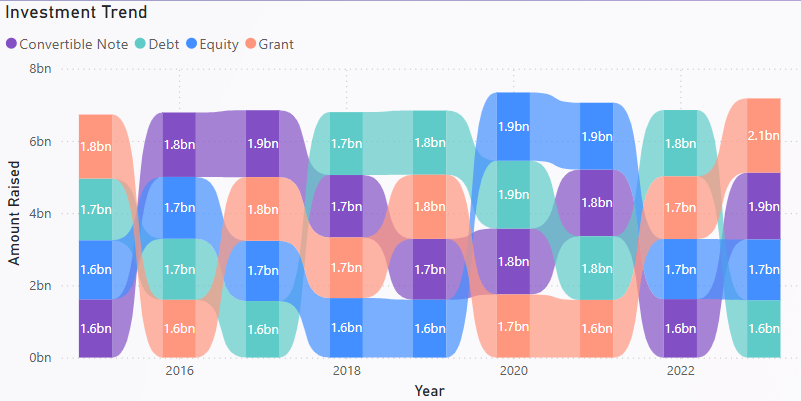 Investment Trend
Convertible Note Debt Equity Grant
8bn
6bn
4bn
2bn
0bn
Amount Raised
1.8bn
1.7bn
1.6bn
1.6bn
1.8bn
1.7bn
1.7bn
1.6bn
1.9bn
1.8bn
1.7bn
1.6bn
1.7bn
1.7bn
1.7bn
1.6bn
1.8bn
1.8bn
1.7bn
1.6bn
1.9bn
1.9bn
1.8bn
1.7bn
1.9bn
1.8bn
1.8bn
1.6bn
1.8bn
1.7bn
1.7bn
1.6bn
2.1bn
1.9bn
1.7bn
1.6bn
2016 2018 2020 2022
Year